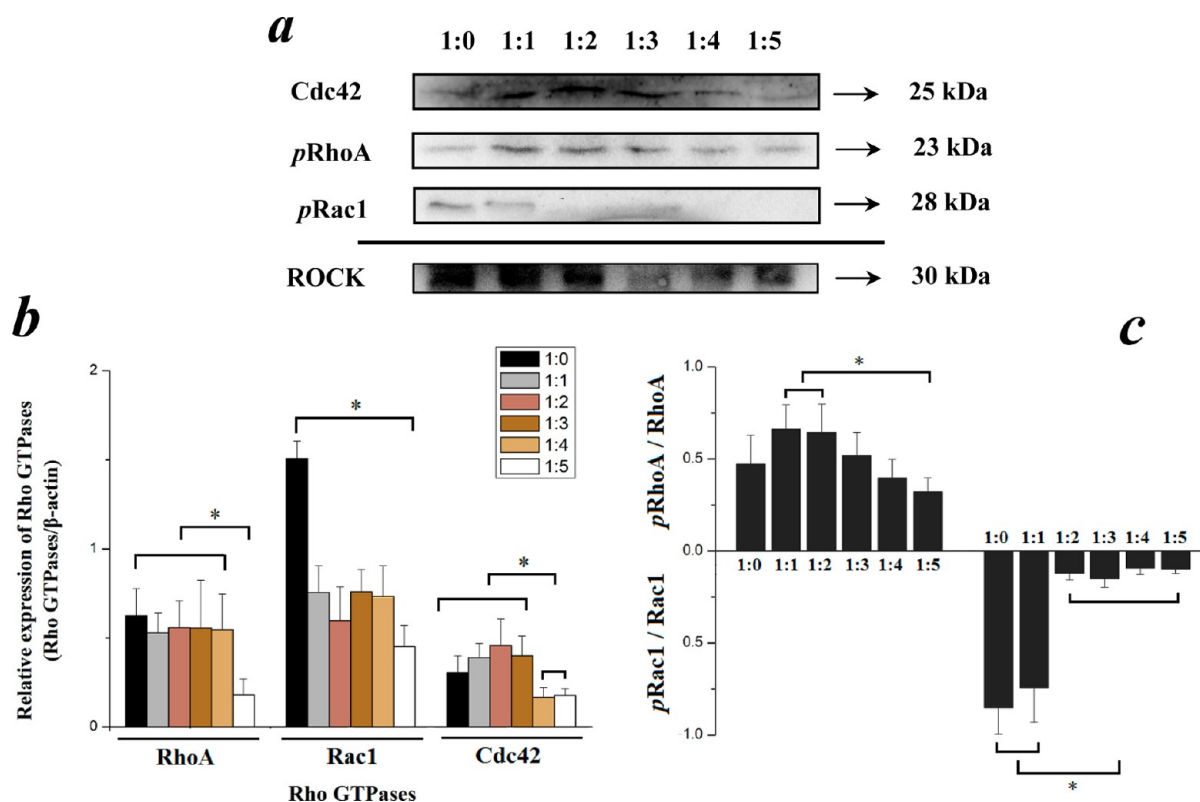 a
1:0 1:1 1:2 1:3 1:4 1:5
Cdc42 25 kDa
pRhoA 23 kDa
pRac1 28 kDa
ROCK 30 kDa
b
2
1
0
Relative expression of Rho GTPases
(Rho GTPases/β-actin)
1:0
1:1
1:2
1:3
1:4
1:5
*
*
*
RhoA Rac1 Cdc42
Rho GTPases
c
1.0
0.5
0.0
0.5
1.0
pRhoA / RhoA
pRac1 / Rac1
*
1:0 1:1 1:2 1:3 1:4 1:5
1:0 1:1 1:2 1:3 1:4 1:5
*